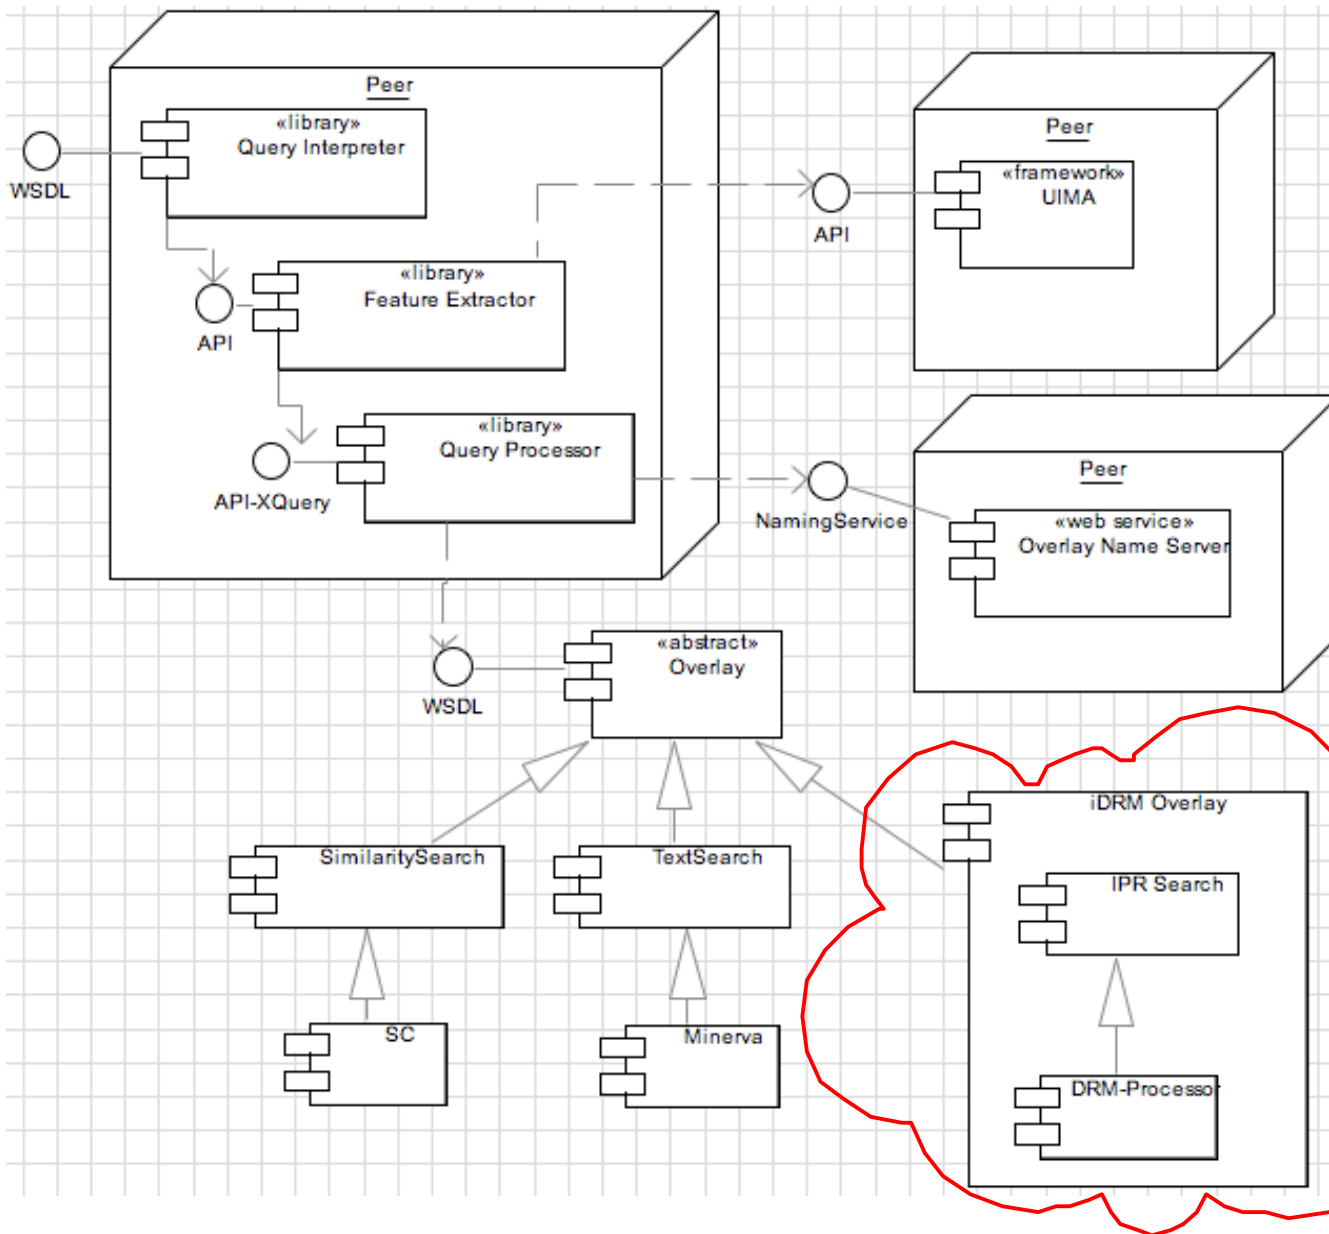 Peer
«library»
Query Interpreter
WSDL
«library»
Feature Extractor
API
«library»
Query Processor
API-XQuery
API
Peer
«framework»
UIMA
NamingService
Peer
«web service»
Overlay Name Server
«abstract»
Overlay
WSDL
SimilaritySearch
TextSearch
SC
Minerva
iDRM Overlay
IPR Search
DRM-Processor